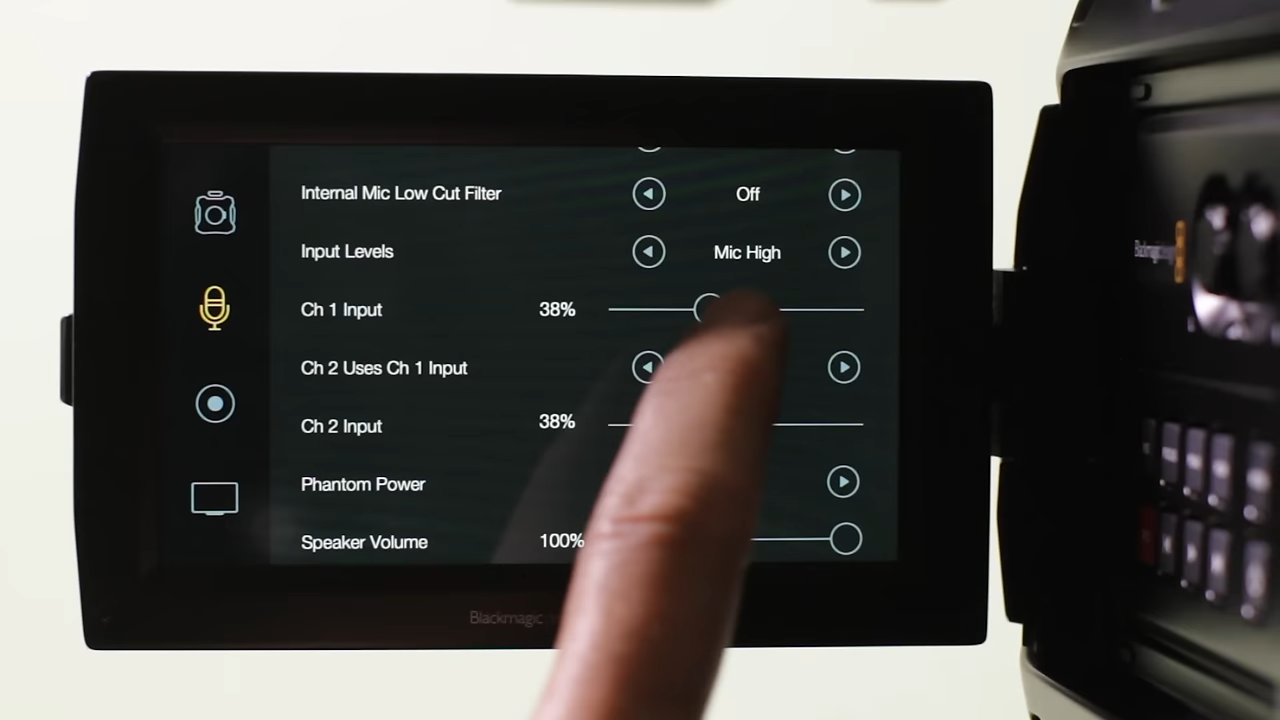 Internal Mic Low Cut Filter Off
Input Levels Mic High
Ch 1 Input 38%
Ch 2 Uses Ch 1 Input
Ch 2 Input 38%
Phantom Power
Speaker Volume 100%
Blackmagic
Blackmagicdesign